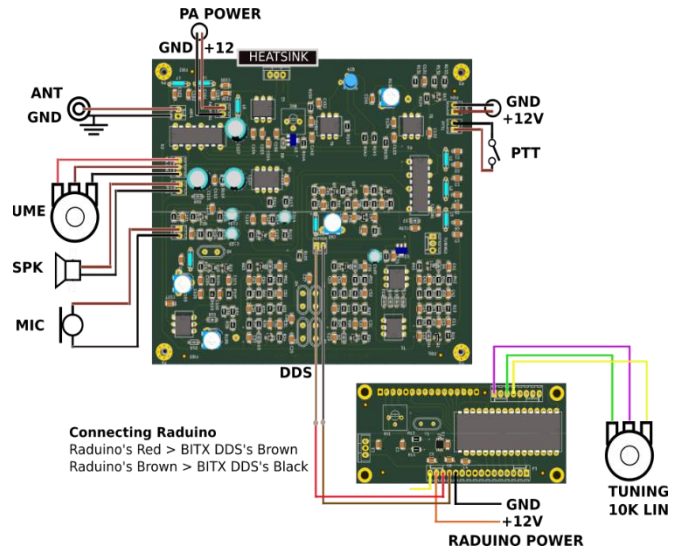 PA POWER
GND +12
HEATSINK
ANT
GND
GND
+12V
PTT
UME
SPK
MIC
DDS
Connecting Raduino
Raduino's Red > BITX DDS's Brown
Raduino's Brown > BITX DDS's Black
TUNING
10K LIN
GND
+12V
RADUINO POWER